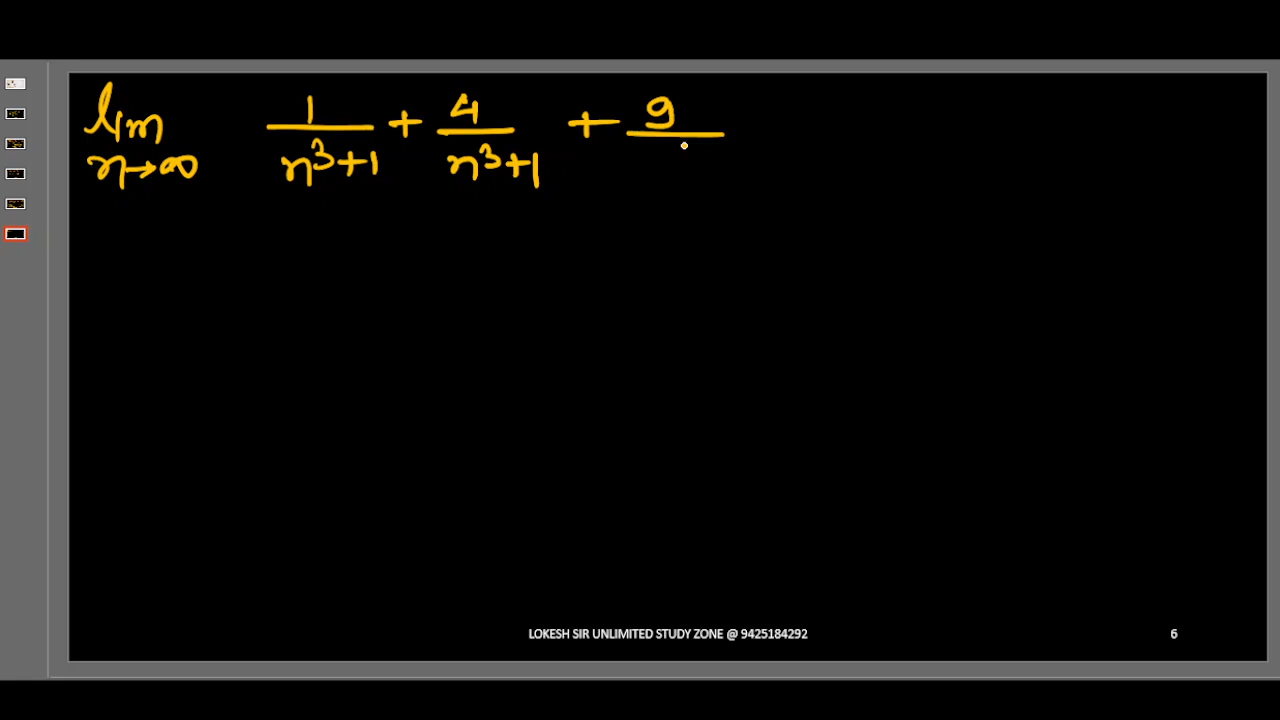 lim n→∞ 1/(n³+1) + 4/(n³+1) + 9/
LOKESH SIR UNLIMITED STUDY ZONE @ 9425184292 6